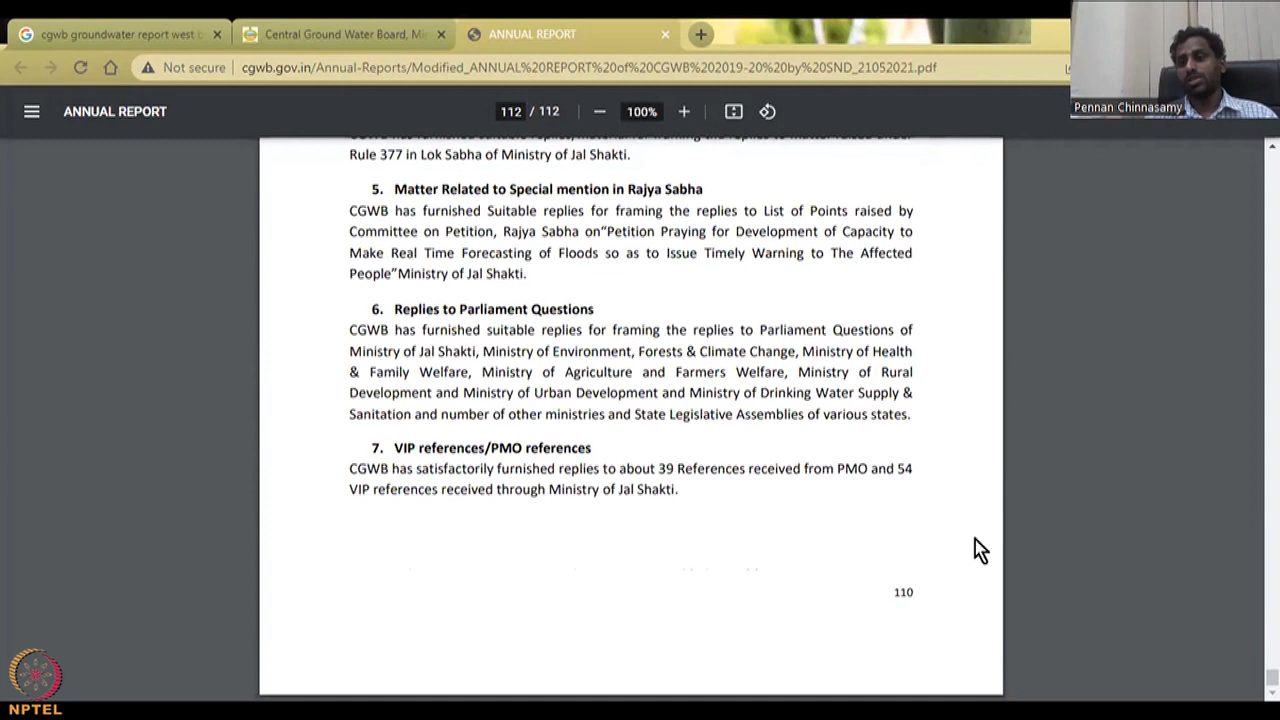 cgwb groundwater report west b
Central Ground Water Board, Mi
ANNUAL REPORT
Not secure
cgwb.gov.in/Annual-Reports/Modified_ANNUAL%20REPORT%20of%20CGWB%202019-20%20by%20SND_21052021.pdf
Pennan Chinnasamy
ANNUAL REPORT
112 / 112
100%
Rule 377 in Lok Sabha of Ministry of Jal Shakti.
5. Matter Related to Special mention in Rajya Sabha
CGWB has furnished Suitable replies for framing the replies to List of Points raised by
Committee on Petition, Rajya Sabha on“Petition Praying for Development of Capacity to
Make Real Time Forecasting of Floods so as to Issue Timely Warning to The Affected
People”Ministry of Jal Shakti.
6. Replies to Parliament Questions
CGWB has furnished suitable replies for framing the replies to Parliament Questions of
Ministry of Jal Shakti, Ministry of Environment, Forests & Climate Change, Ministry of Health
& Family Welfare, Ministry of Agriculture and Farmers Welfare, Ministry of Rural
Development and Ministry of Urban Development and Ministry of Drinking Water Supply &
Sanitation and number of other ministries and State Legislative Assemblies of various states.
7. VIP references/PMO references
CGWB has satisfactorily furnished replies to about 39 References received from PMO and 54
VIP references received through Ministry of Jal Shakti.
110
NPTEL